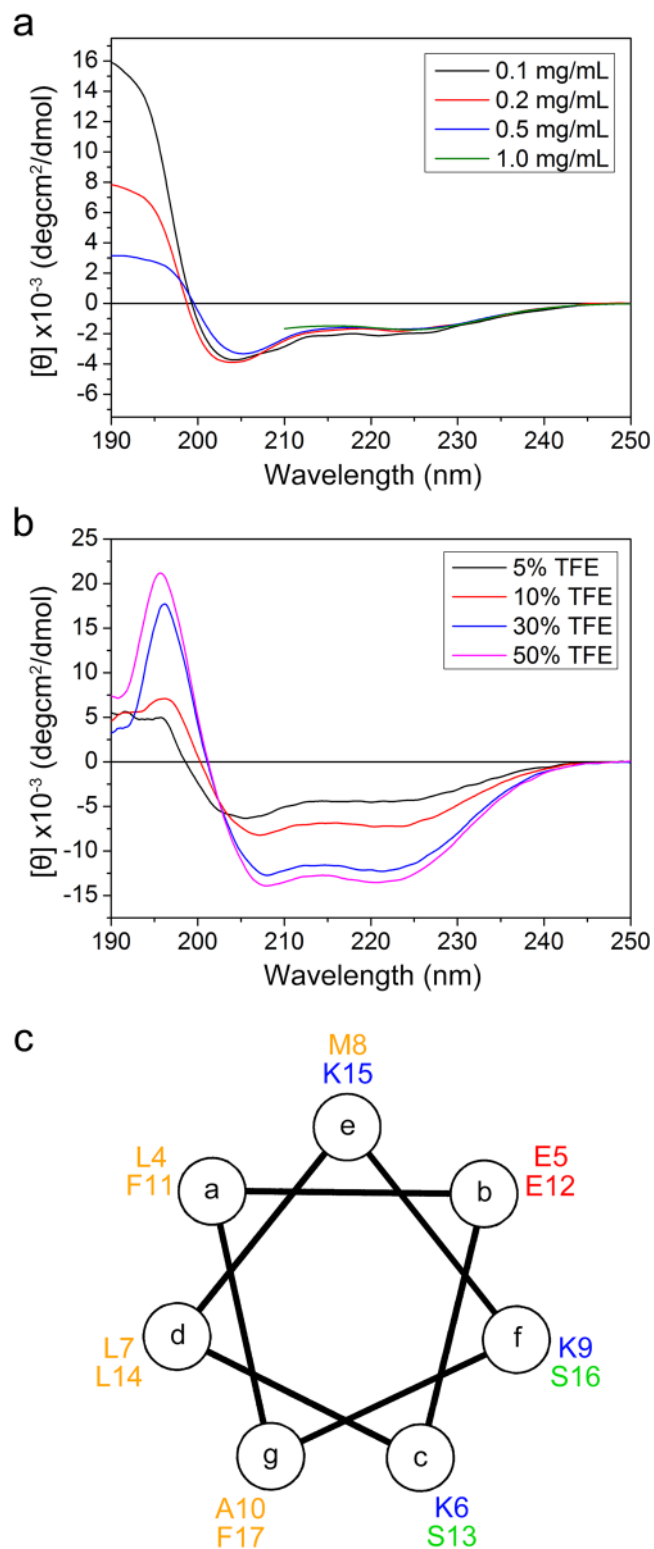 a
16
14
12
10
8
6
4
2
0
-2
-4
-6
[θ] x10⁻³ (degcm²/dmol)
0.1 mg/mL
0.2 mg/mL
0.5 mg/mL
1.0 mg/mL
190 200 210 220 230 240 250
Wavelength (nm)
b
25
20
15
10
5
0
-5
-10
-15
[θ] x10⁻³ (degcm²/dmol)
5% TFE
10% TFE
30% TFE
50% TFE
190 200 210 220 230 240 250
Wavelength (nm)
c
M8
K15
e
L4
F11
a
b
E5
E12
L7
L14
d
f
K9
S16
g
c
A10
F17
K6
S13